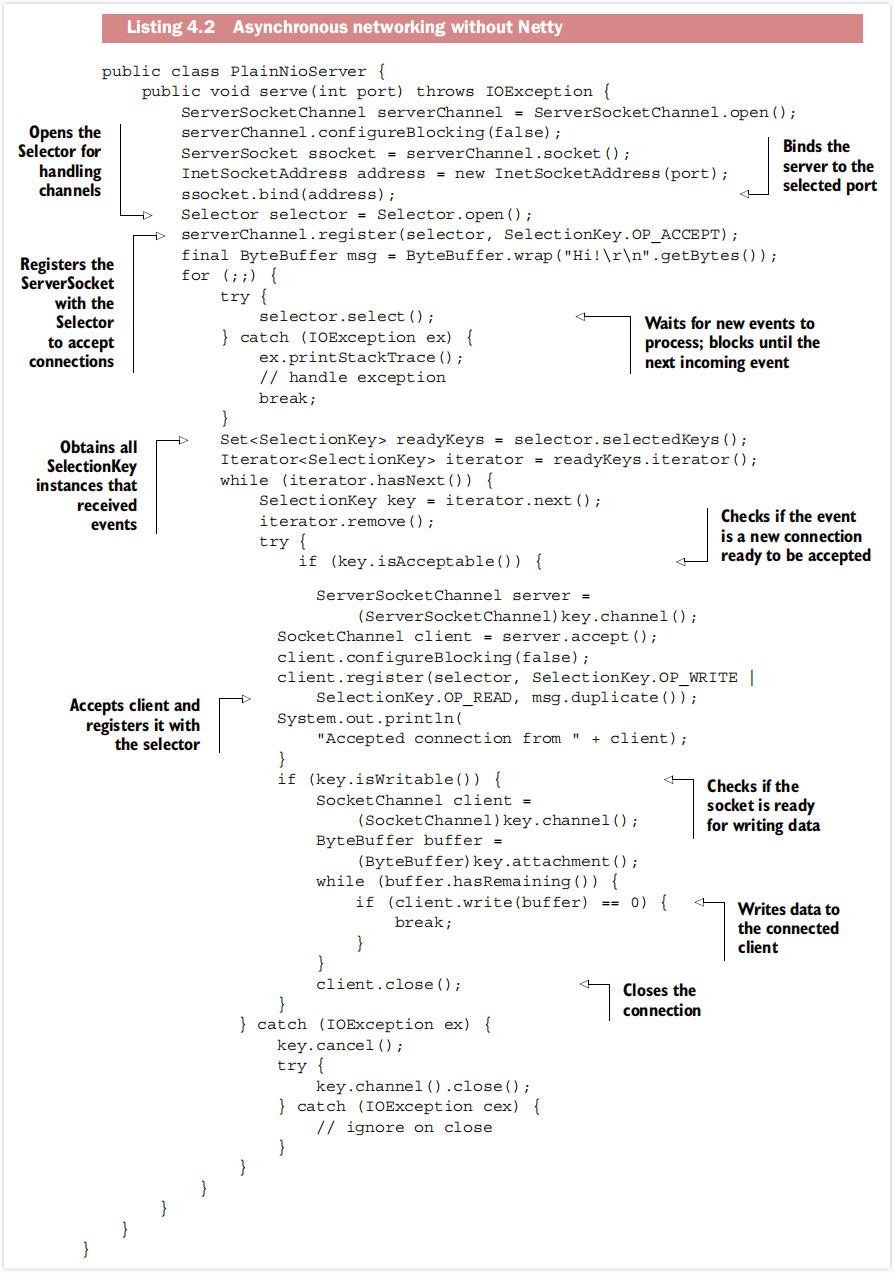 Listing 4.2 Asynchronous networking without Netty
public class PlainNioServer {
public void serve(int port) throws IOException {
ServerSocketChannel serverChannel = ServerSocketChannel.open();
serverChannel.configureBlocking(false);
ServerSocket ssocket = serverChannel.socket();
InetSocketAddress address = new InetSocketAddress(port);
ssocket.bind(address);
Selector selector = Selector.open();
serverChannel.register(selector, SelectionKey.OP_ACCEPT);
final ByteBuffer msg = ByteBuffer.wrap("Hi!\r\n".getBytes());
for (;;) {
try {
selector.select();
} catch (IOException ex) {
ex.printStackTrace();
// handle exception
break;
}
Set<SelectionKey> readyKeys = selector.selectedKeys();
Iterator<SelectionKey> iterator = readyKeys.iterator();
while (iterator.hasNext()) {
SelectionKey key = iterator.next();
iterator.remove();
try {
if (key.isAcceptable()) {
ServerSocketChannel server =
(ServerSocketChannel)key.channel();
SocketChannel client = server.accept();
client.configureBlocking(false);
client.register(selector, SelectionKey.OP_WRITE |
SelectionKey.OP_READ, msg.duplicate());
System.out.println(
"Accepted connection from " + client);
}
if (key.isWritable()) {
SocketChannel client =
(SocketChannel)key.channel();
ByteBuffer buffer =
(ByteBuffer)key.attachment();
while (buffer.hasRemaining()) {
if (client.write(buffer) == 0) {
break;
}
}
client.close();
}
} catch (IOException ex) {
key.cancel();
try {
key.channel().close();
} catch (IOException cex) {
// ignore on close
}
}
}
}
}
}
Opens the
Selector for
handling
channels
Binds the
server to the
selected port
Registers the
ServerSocket
with the
Selector
to accept
connections
Waits for new events to
process; blocks until the
next incoming event
Obtains all
SelectionKey
instances that
received
events
Checks if the event
is a new connection
ready to be accepted
Accepts client and
registers it with
the selector
Checks if the
socket is ready
for writing data
Writes data to
the connected
client
Closes the
connection